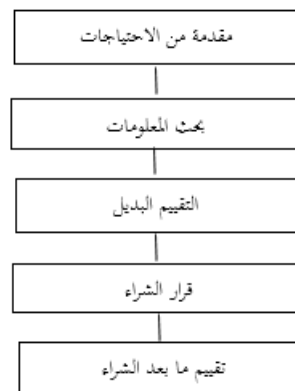 مقدمة من الاحتياجات
بحث المعلومات
التقييم البديل
قرار الشراء
تقييم ما بعد الشراء